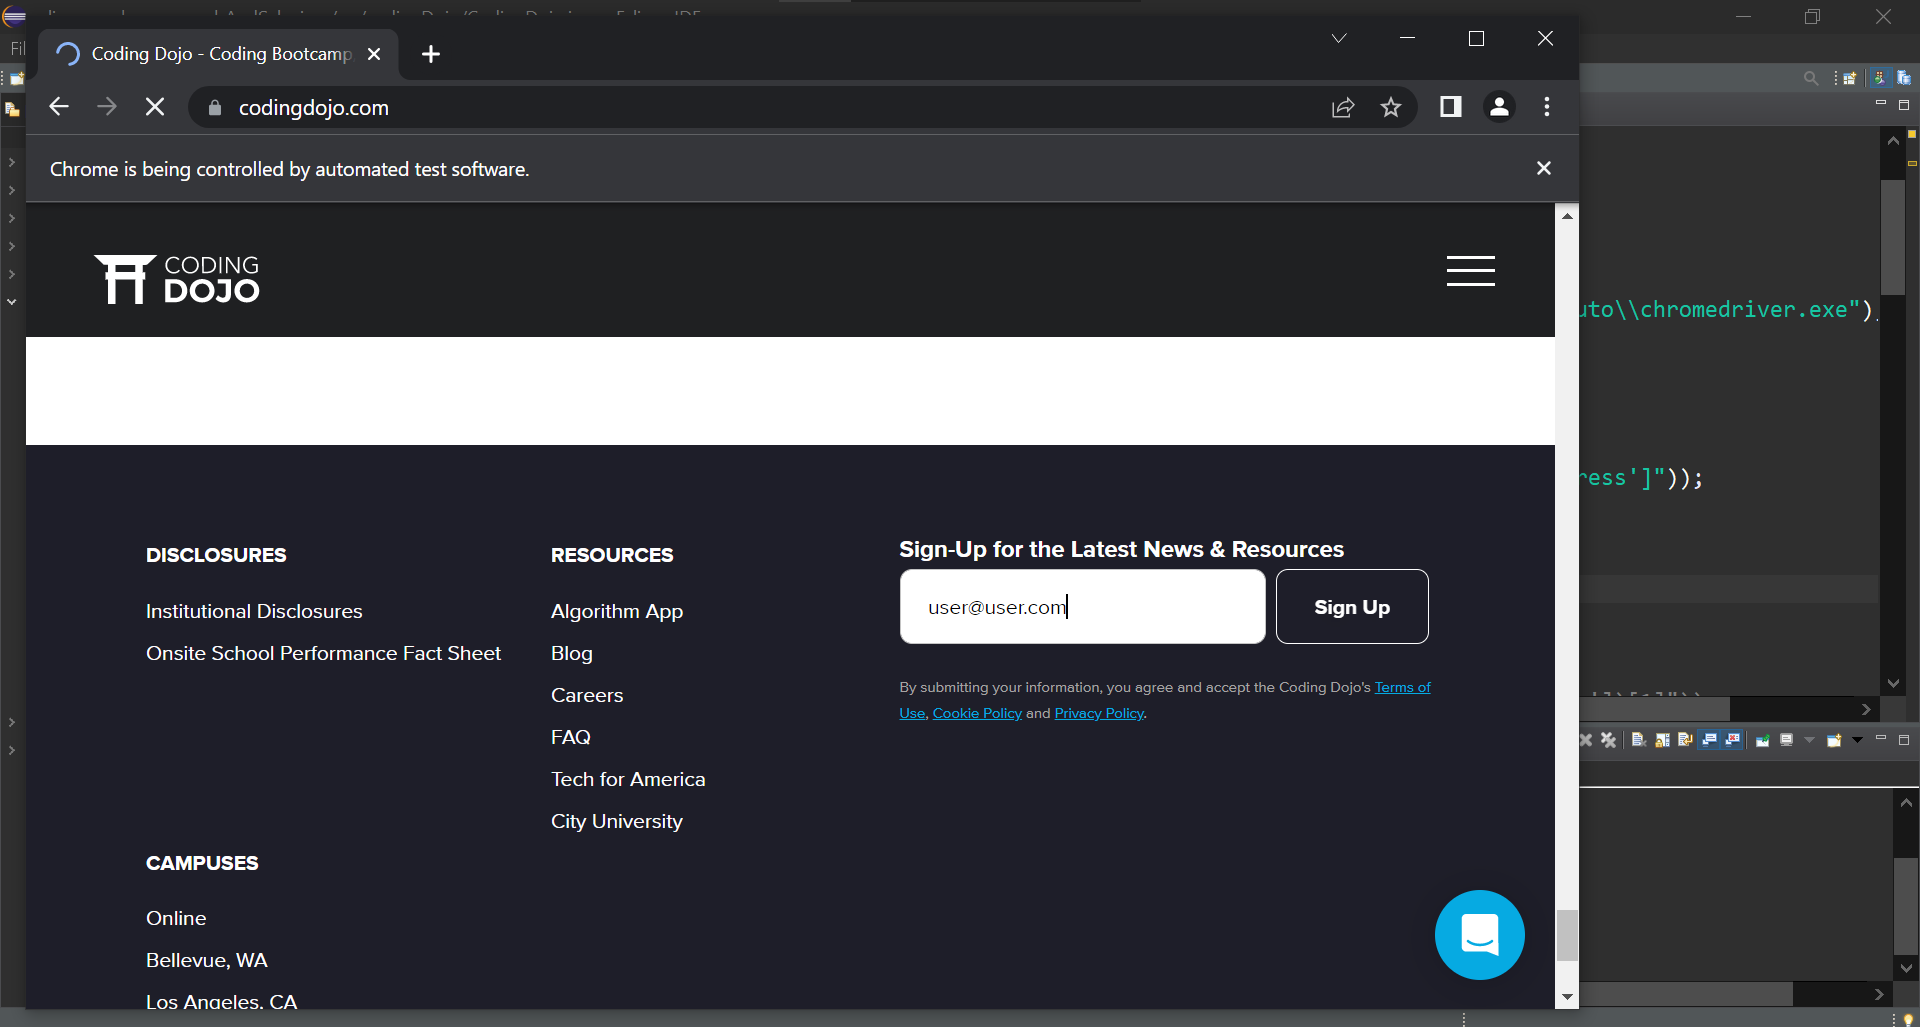 Coding Dojo - Coding Bootcamp
codingdojo.com
Chrome is being controlled by automated test software.
CODING
DOJO
uto\\chromedriver.exe")
ress']"));
DISCLOSURES
Institutional Disclosures
Onsite School Performance Fact Sheet
RESOURCES
Algorithm App
Blog
Careers
FAQ
Tech for America
City University
Sign-Up for the Latest News & Resources
user@user.com
Sign Up
By submitting your information, you agree and accept the Coding Dojo's Terms of
Use, Cookie Policy and Privacy Policy.
CAMPUSES
Online
Bellevue, WA
Los Angeles, CA